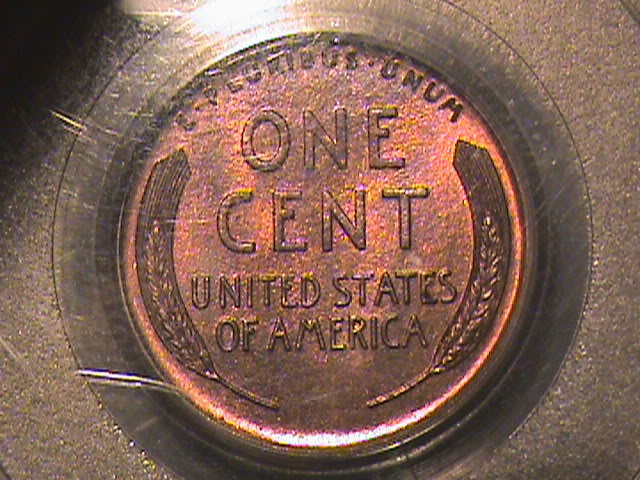 E·PLURIBUS·UNUM
ONE
CENT
UNITED STATES
OF AMERICA